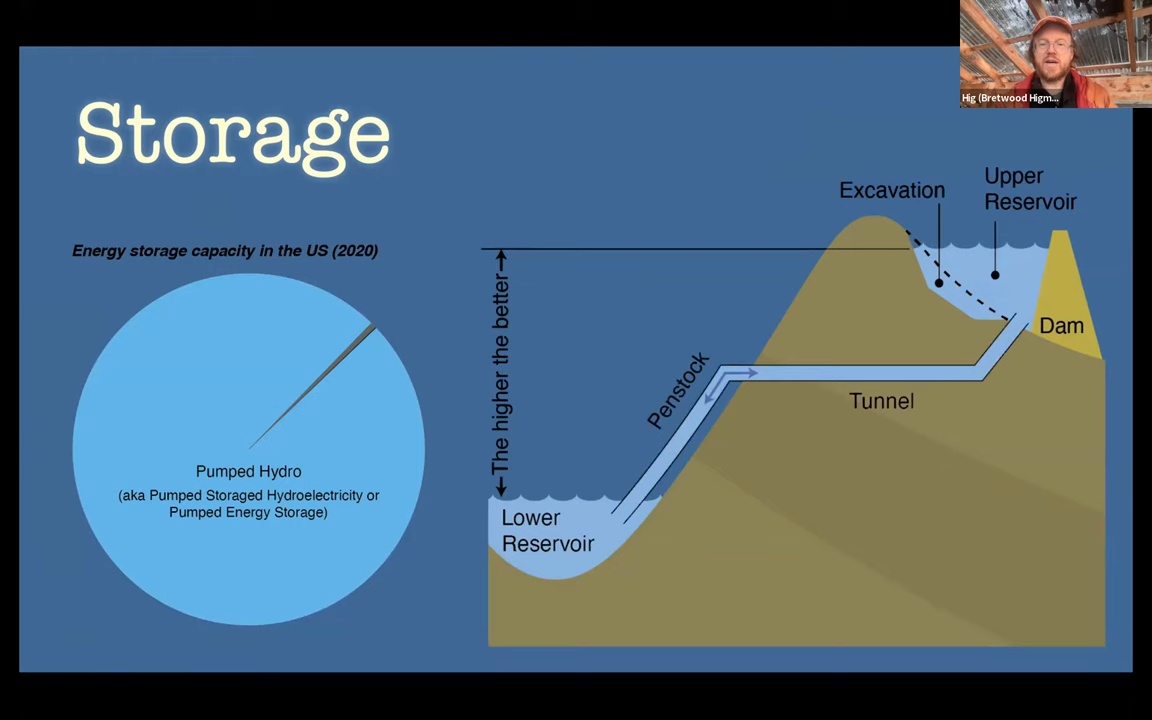 Storage
Hig (Bretwood Higm...
Energy storage capacity in the US (2020)
Pumped Hydro
(aka Pumped Storaged Hydroelectricity or
Pumped Energy Storage)
The higher the better
Excavation
Upper
Reservoir
Dam
Penstock
Tunnel
Lower
Reservoir